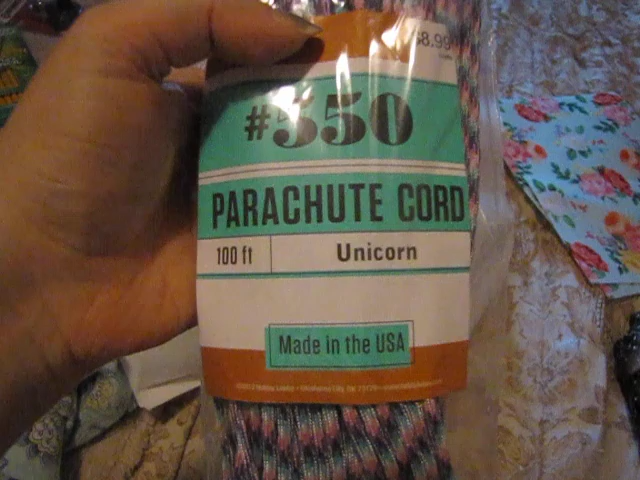 $8.99
#550
PARACHUTE CORD
100 ft Unicorn
Made in the USA